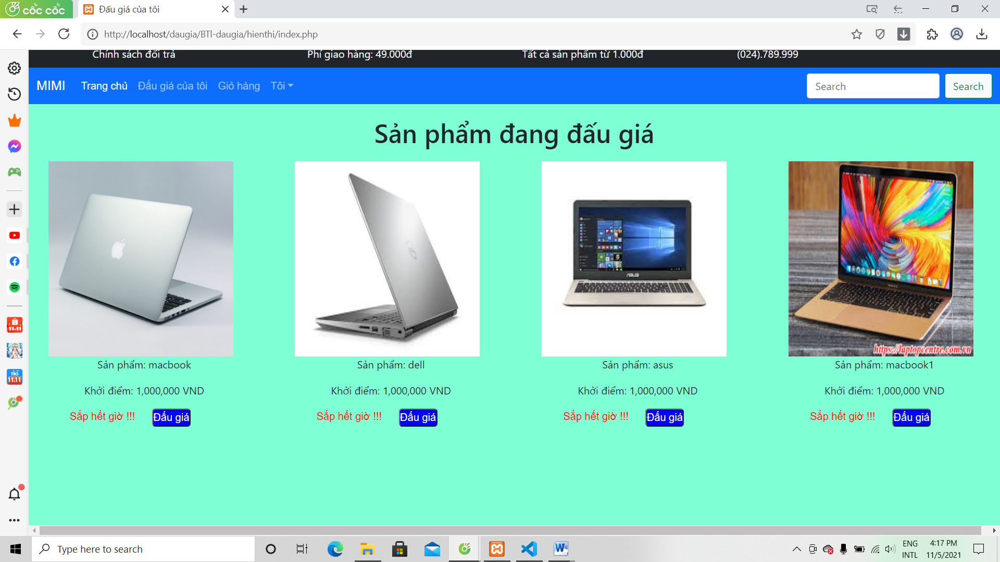 cốc cốc
Đấu giá của tôi
http://localhost/daugia/BTl-daugia/hienthi/index.php
Chính sách đổi trả
Phí giao hàng: 49.000đ
Tất cả sản phẩm từ 1.000đ
(024).789.999
MIMI
Trang chủ
Đấu giá của tôi
Giỏ hàng
Tôi
Search
Search
Sản phẩm đang đấu giá
ASUS
https://laptopcentre.com.vn
Sản phẩm: macbook
Sản phẩm: dell
Sản phẩm: asus
Sản phẩm: macbook1
Khởi điểm: 1,000,000 VND
Khởi điểm: 1,000,000 VND
Khởi điểm: 1,000,000 VND
Khởi điểm: 1,000,000 VND
Sắp hết giờ !!!
Đấu giá
Sắp hết giờ !!!
Đấu giá
Sắp hết giờ !!!
Đấu giá
Sắp hết giờ !!!
Đấu giá
11.11
TIKI
11.11
Type here to search
ENG
INTL
4:17 PM
11/5/2021